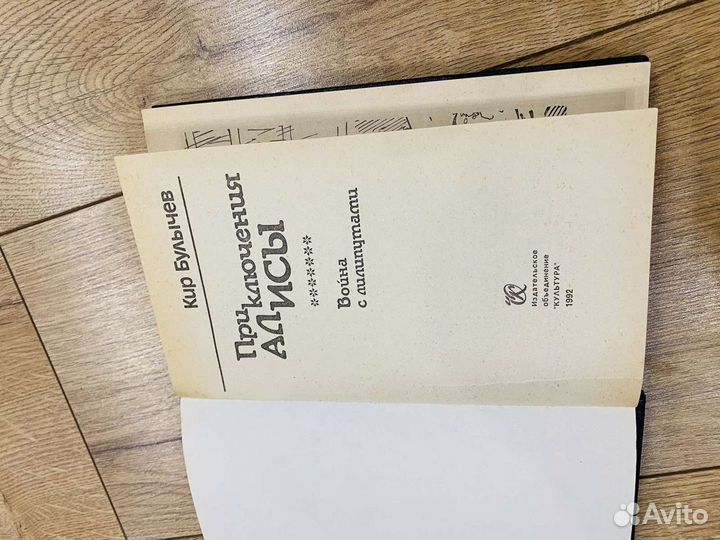 Кир Булычев
Приключения
АЛИСЫ
******
Война
с лилипутами
Издательское
объединение
"КУЛЬТУРА"
1992
Avito